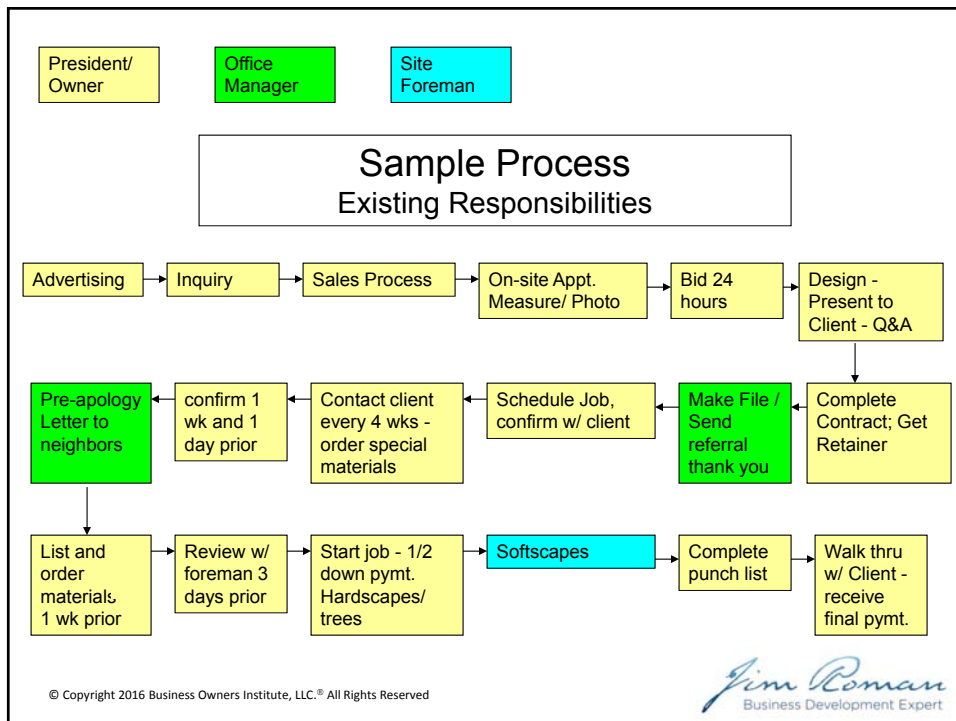 President/
Owner
Office
Manager
Site
Foreman
Sample Process
Existing Responsibilities
Advertising
Inquiry
Sales Process
On-site Appt.
Measure/ Photo
Bid 24
hours
Design -
Present to
Client - Q&A
Pre-apology
Letter to
neighbors
confirm 1
wk and 1
day prior
Contact client
every 4 wks -
order special
materials
Schedule Job,
confirm w/ client
Make File /
Send
referral
thank you
Complete
Contract; Get
Retainer
List and
order
materials
1 wk prior
Review w/
foreman 3
days prior
Start job - 1/2
down pymt.
Hardscapes/
trees
Softscapes
Complete
punch list
Walk thru
w/ Client -
receive
final pymt.
© Copyright 2016 Business Owners Institute, LLC.® All Rights Reserved
Jim Roman
Business Development Expert